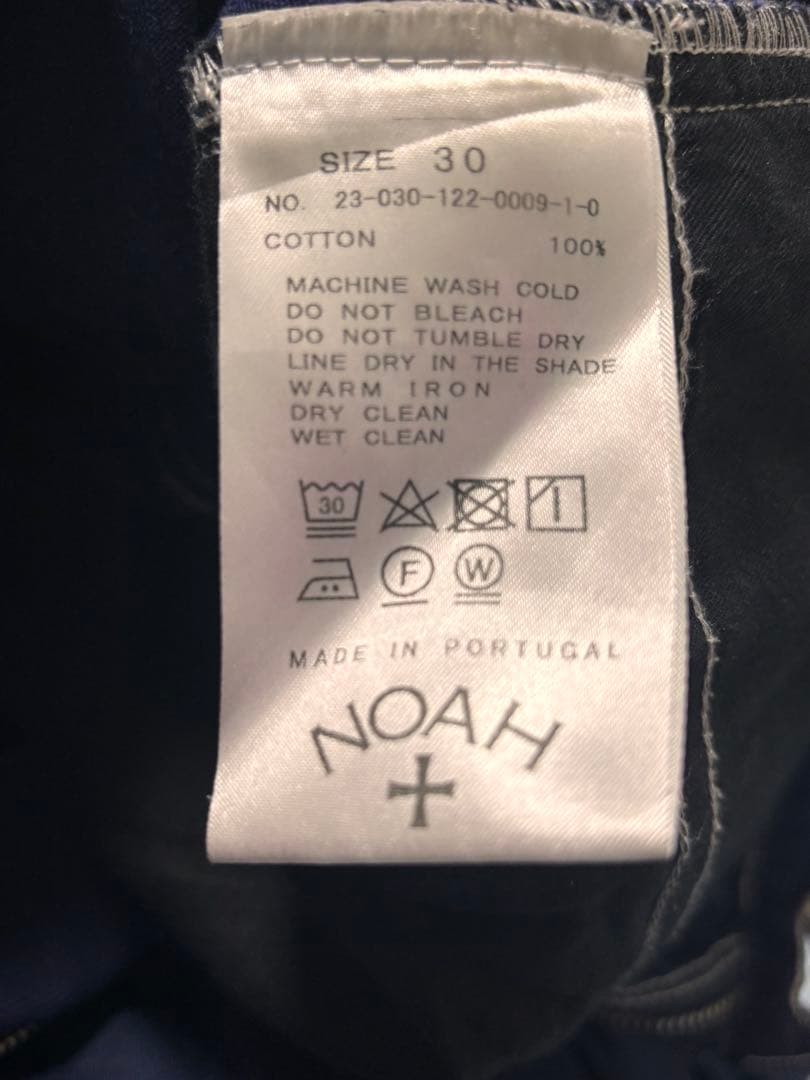 SIZE 30
NO. 23-030-122-0009-1-0
COTTON 100%
MACHINE WASH COLD
DO NOT BLEACH
DO NOT TUMBLE DRY
LINE DRY IN THE SHADE
WARM IRON
DRY CLEAN
WET CLEAN
30
F W
MADE IN PORTUGAL
NOAH